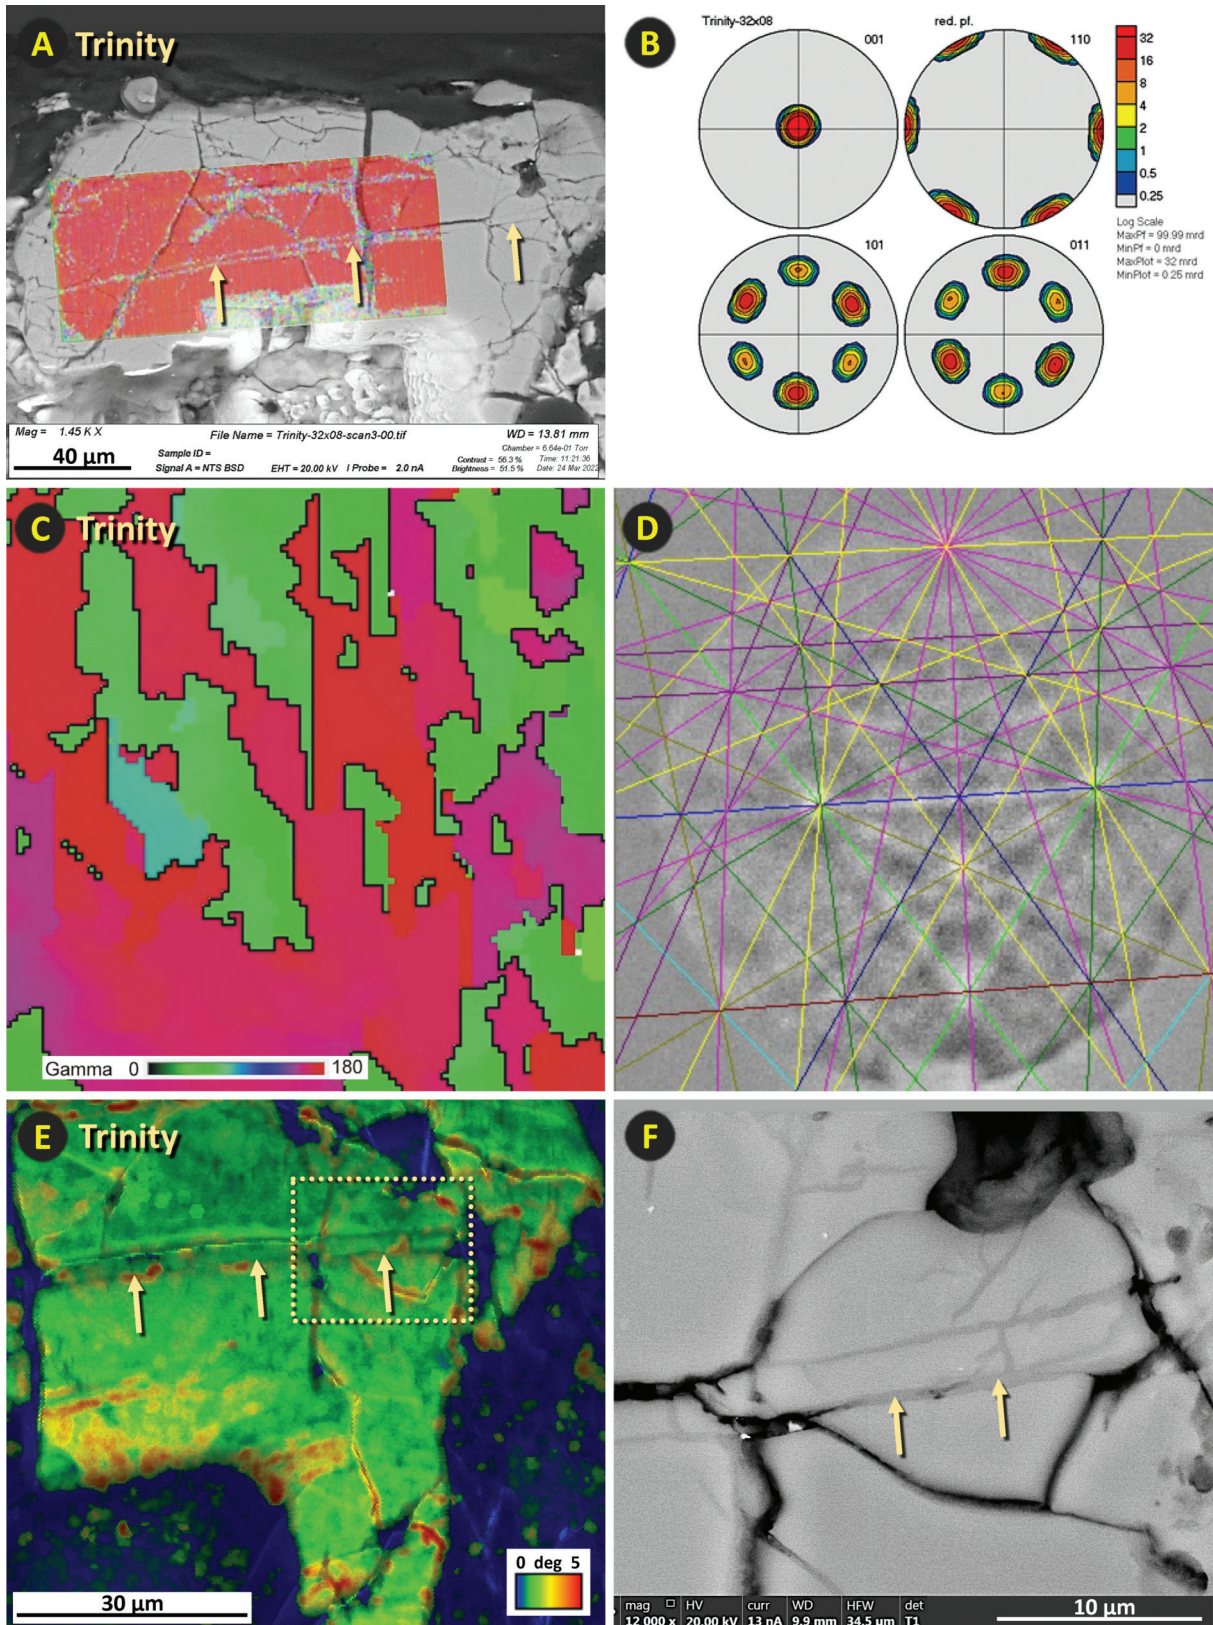 A Trinity
Mag = 1.45 K X
File Name = Trinity-32x08-scan3-00.tif
WD = 13.81 mm
40 µm
Sample ID =
Signal A = NTS BSD
EHT = 20.00 kV
I Probe = 2.0 nA
Chamber = 6.64e-01 Torr
Contrast = 56.3 % Time: 11:21:36
Brightness = 51.5 % Date: 24 Mar 2022
B
Trinity-32x08
red. pf.
001
110
101
011
32
16
8
4
2
1
0.5
0.25
Log Scale
MaxPf = 99.99 mrd
MinPf = 0 mrd
MaxPlot = 32 mrd
MinPlot = 0.25 mrd
C Trinity
Gamma 0 180
D
E Trinity
30 µm
0 deg 5
F
mag HV curr WD HFW det
12 000 x 20.00 kV 13 nA 9.9 mm 34.5 µm T1
10 µm